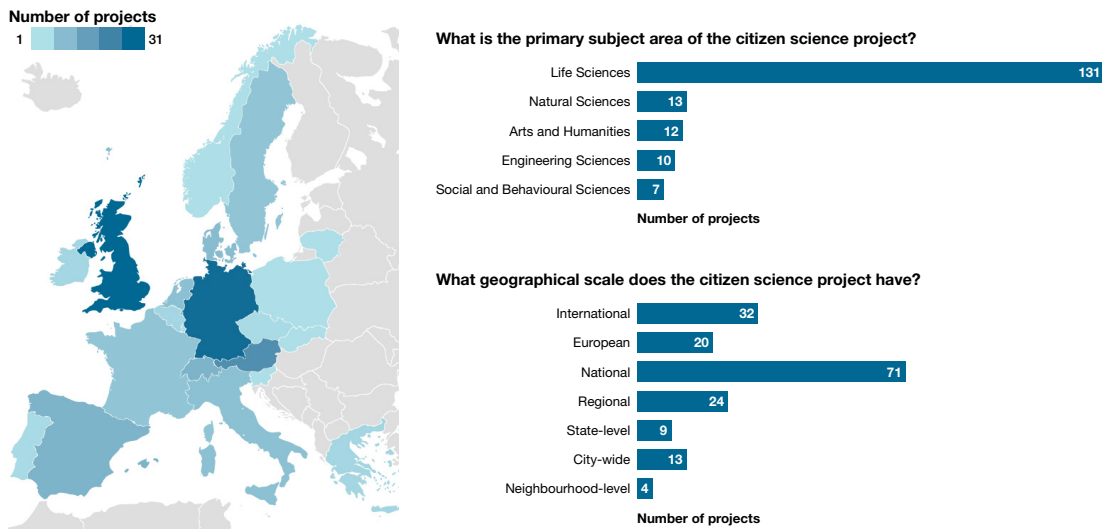 Number of projects
1 31
What is the primary subject area of the citizen science project?
Life Sciences 131
Natural Sciences 13
Arts and Humanities 12
Engineering Sciences 10
Social and Behavioural Sciences 7
Number of projects
What geographical scale does the citizen science project have?
International 32
European 20
National 71
Regional 24
State-level 9
City-wide 13
Neighbourhood-level 4
Number of projects